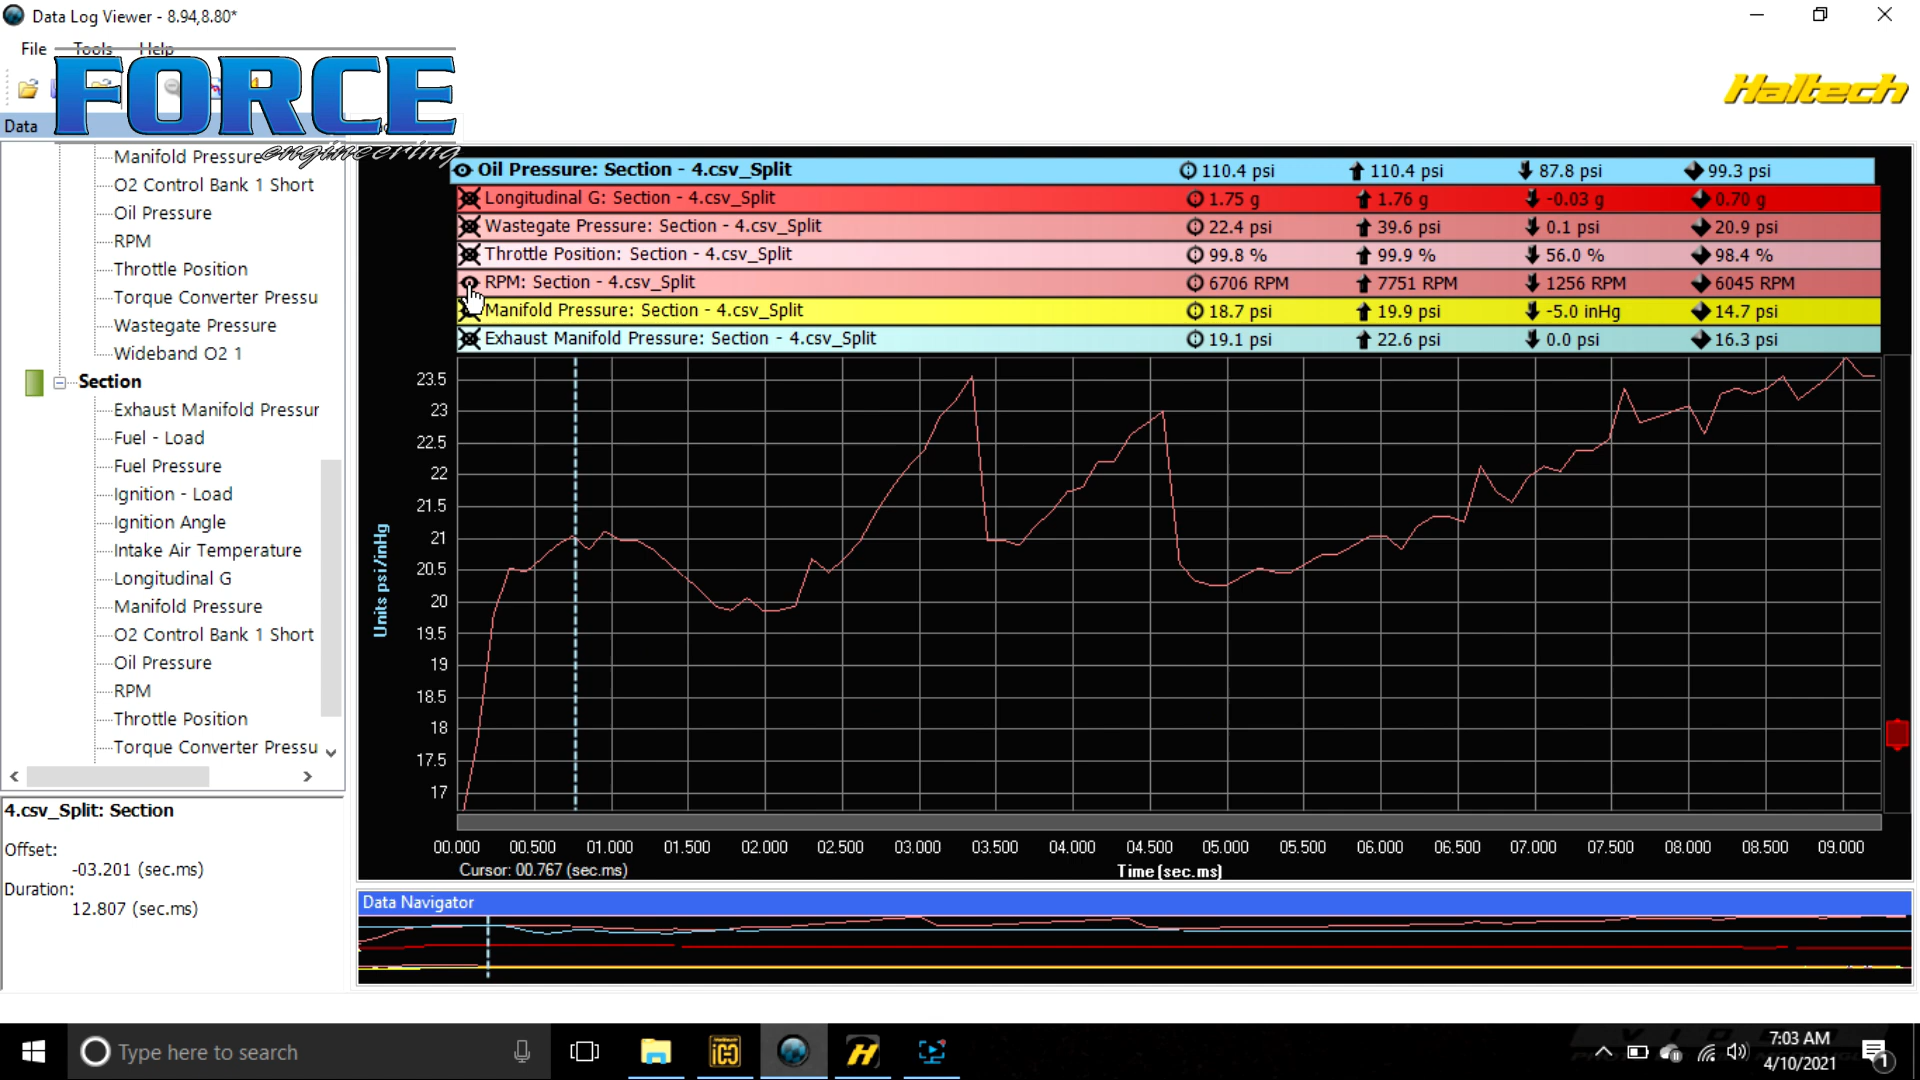 Data Log Viewer - 8.94,8.80*
File Tools Help
FORCE
engineering
Haltech
Data
Manifold Pressure
O2 Control Bank 1 Short
Oil Pressure
RPM
Throttle Position
Torque Converter Pressu
Wastegate Pressure
Wideband O2 1
Section
Exhaust Manifold Pressur
Fuel - Load
Fuel Pressure
Ignition - Load
Ignition Angle
Intake Air Temperature
Longitudinal G
Manifold Pressure
O2 Control Bank 1 Short
Oil Pressure
RPM
Throttle Position
Torque Converter Pressu
4.csv_Split: Section
Offset:
-03.201 (sec.ms)
Duration:
12.807 (sec.ms)
Oil Pressure: Section - 4.csv_Split 110.4 psi 110.4 psi 87.8 psi 99.3 psi
Longitudinal G: Section - 4.csv_Split 1.75 g 1.76 g -0.03 g 0.70 g
Wastegate Pressure: Section - 4.csv_Split 22.4 psi 39.6 psi 0.1 psi 20.9 psi
Throttle Position: Section - 4.csv_Split 99.8 % 99.9 % 56.0 % 98.4 %
RPM: Section - 4.csv_Split 6706 RPM 7751 RPM 1256 RPM 6045 RPM
Manifold Pressure: Section - 4.csv_Split 18.7 psi 19.9 psi -5.0 inHg 14.7 psi
Exhaust Manifold Pressure: Section - 4.csv_Split 19.1 psi 22.6 psi 0.0 psi 16.3 psi
Units psi/inHg
23.5
23
22.5
22
21.5
21
20.5
20
19.5
19
18.5
18
17.5
17
00.000 00.500 01.000 01.500 02.000 02.500 03.000 03.500 04.000 04.500 05.000 05.500 06.000 06.500 07.000 07.500 08.000 08.500 09.000
Cursor: 00.767 (sec.ms)
Time(sec.ms)
Data Navigator
Type here to search
7:03 AM
4/10/2021
1